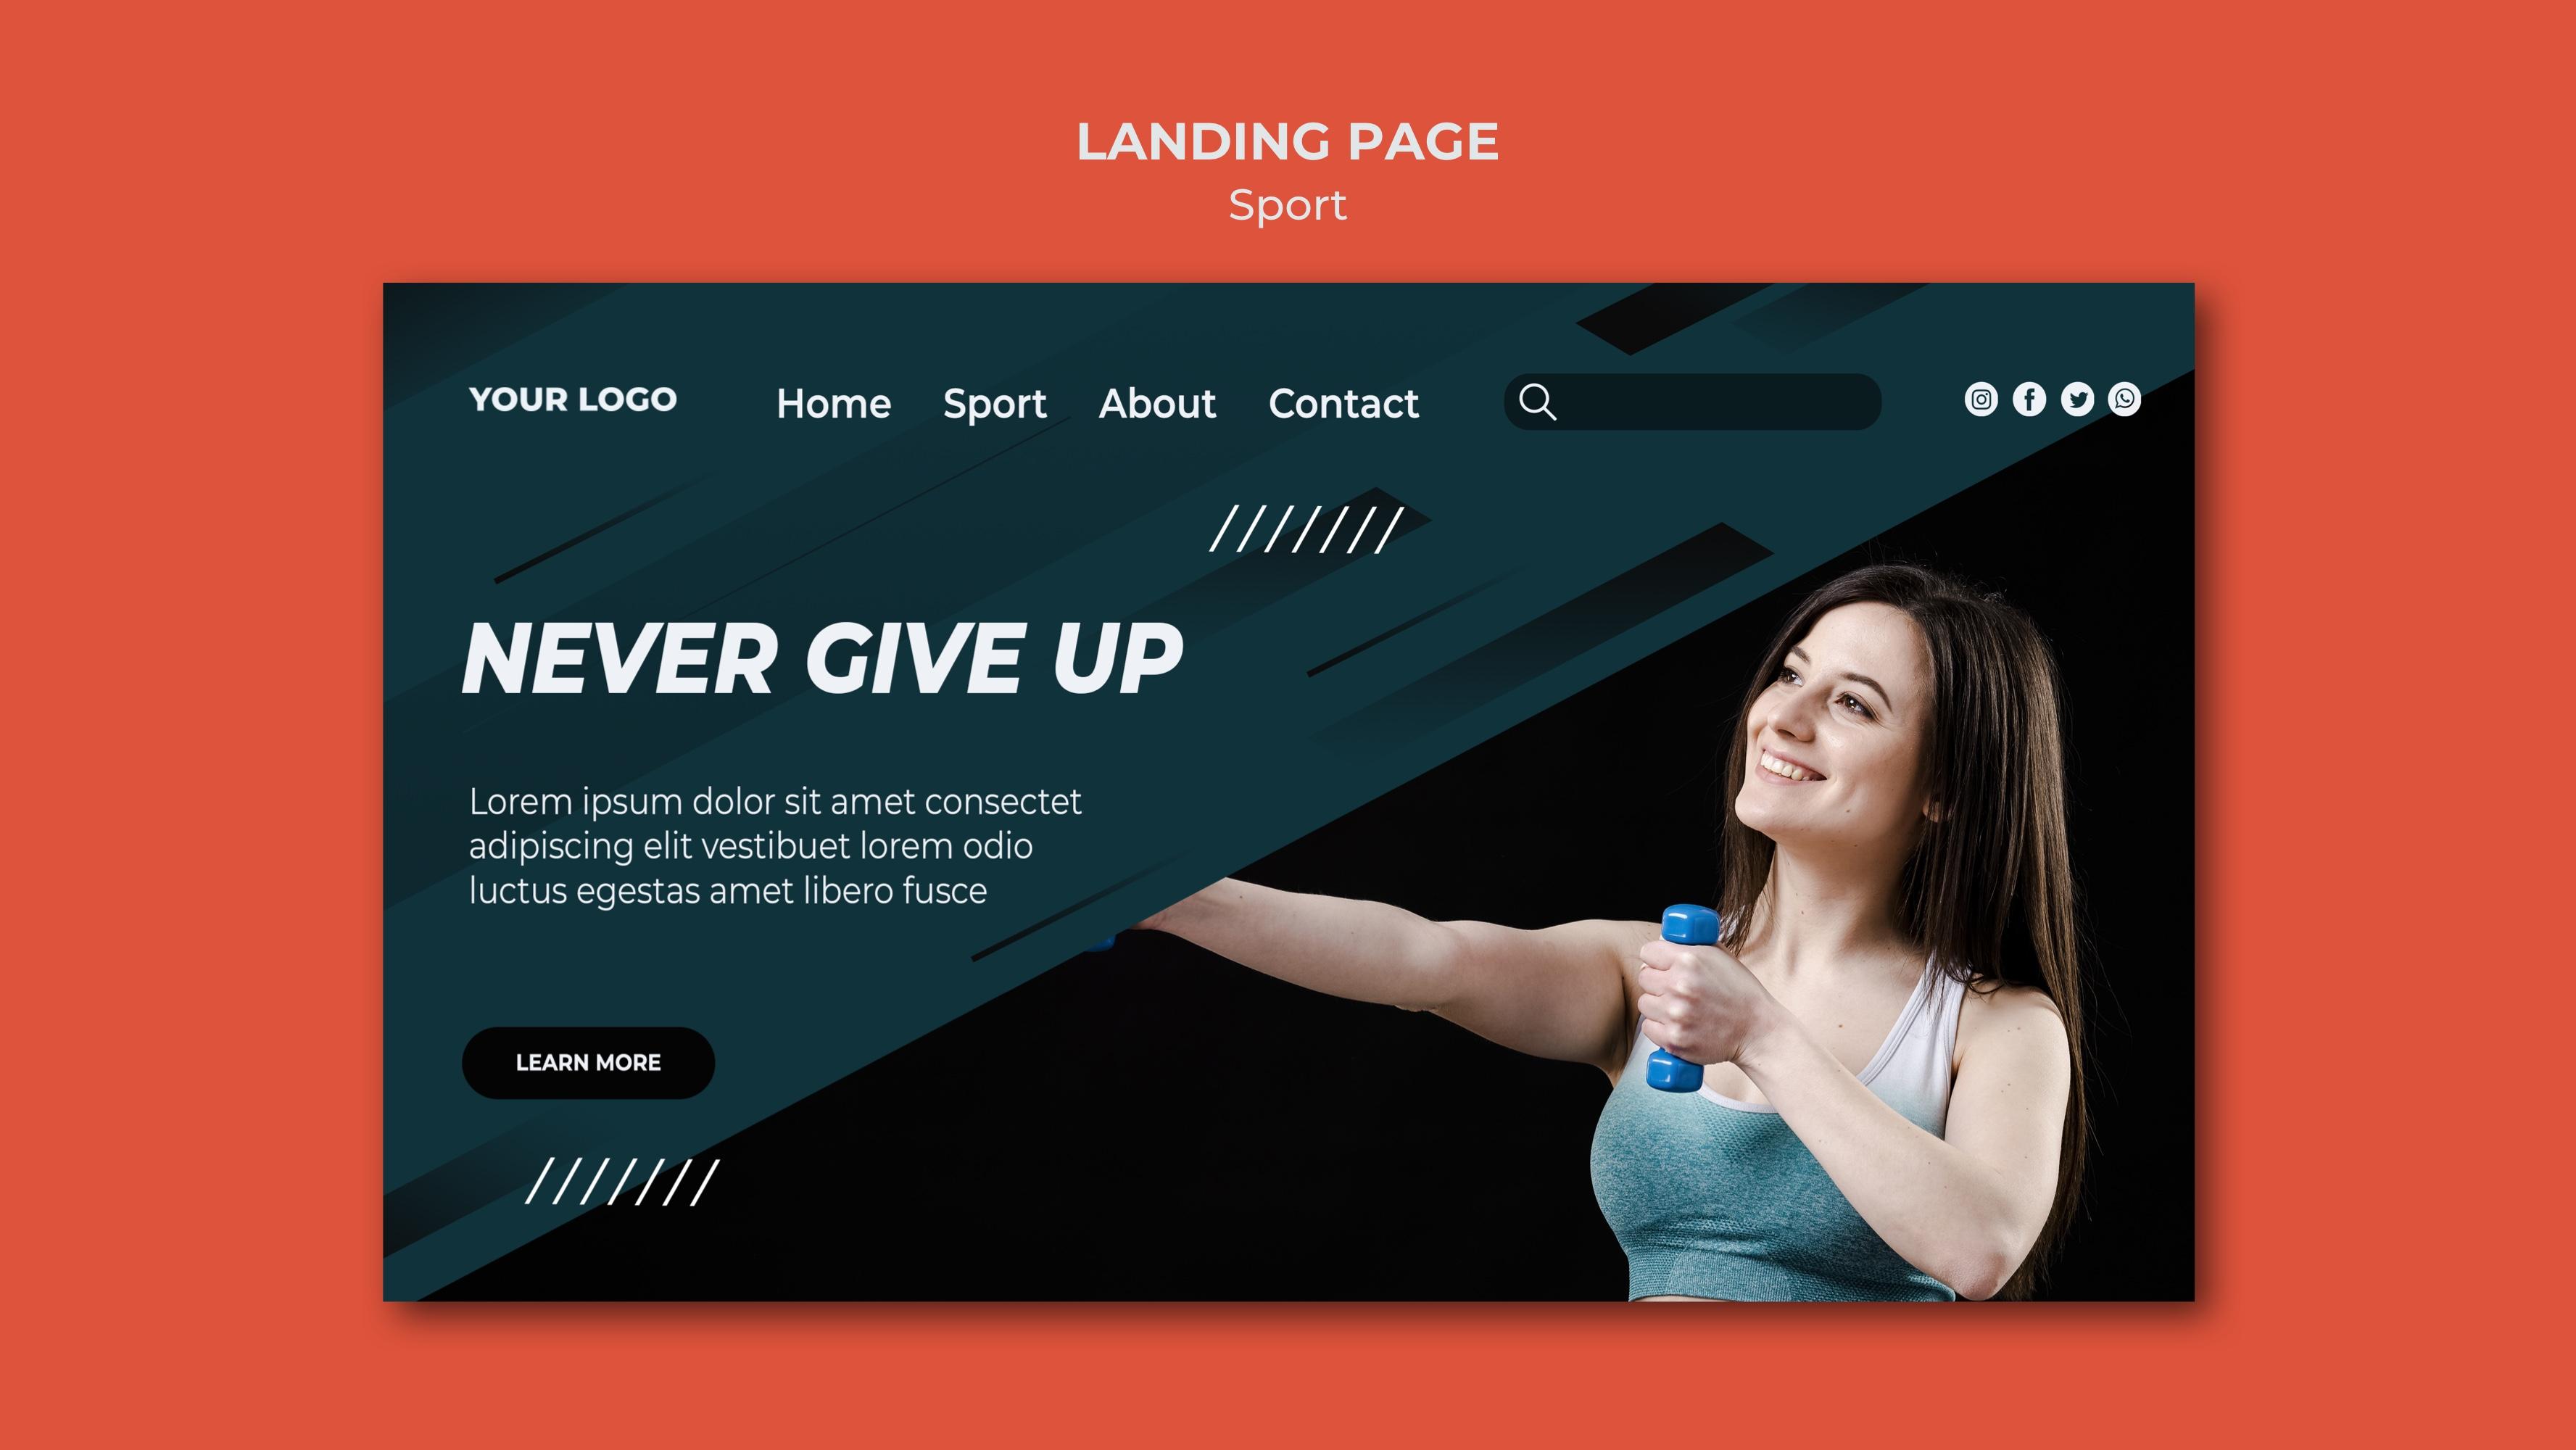 LANDING PAGE
Sport
YOUR LOGO
Home Sport About Contact
NEVER GIVE UP
Lorem ipsum dolor sit amet consectet
adipiscing elit vestibuet lorem odio
luctus egestas amet libero fusce
LEARN MORE